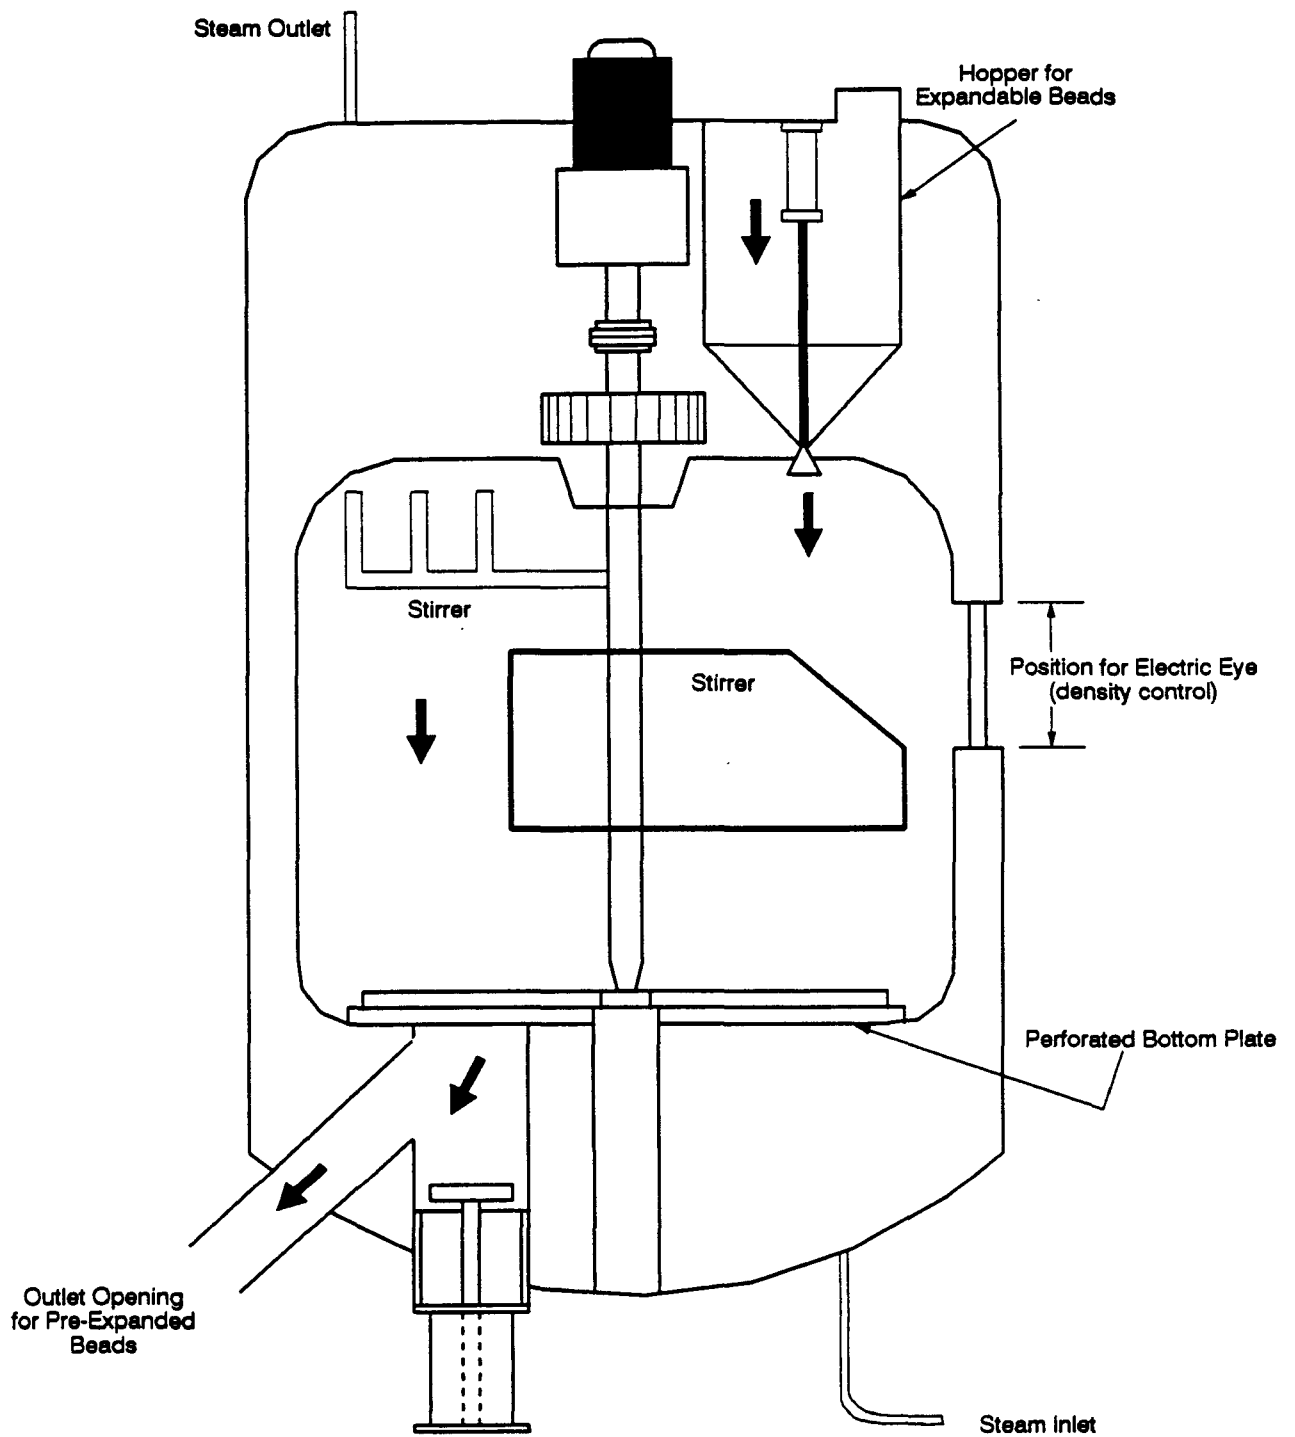 Steam Outlet
Hopper for
Expandable Beads
Stirrer
Stirrer
Position for Electric Eye
(density control)
Perforated Bottom Plate
Outlet Opening
for Pre-Expanded
Beads
Steam Inlet